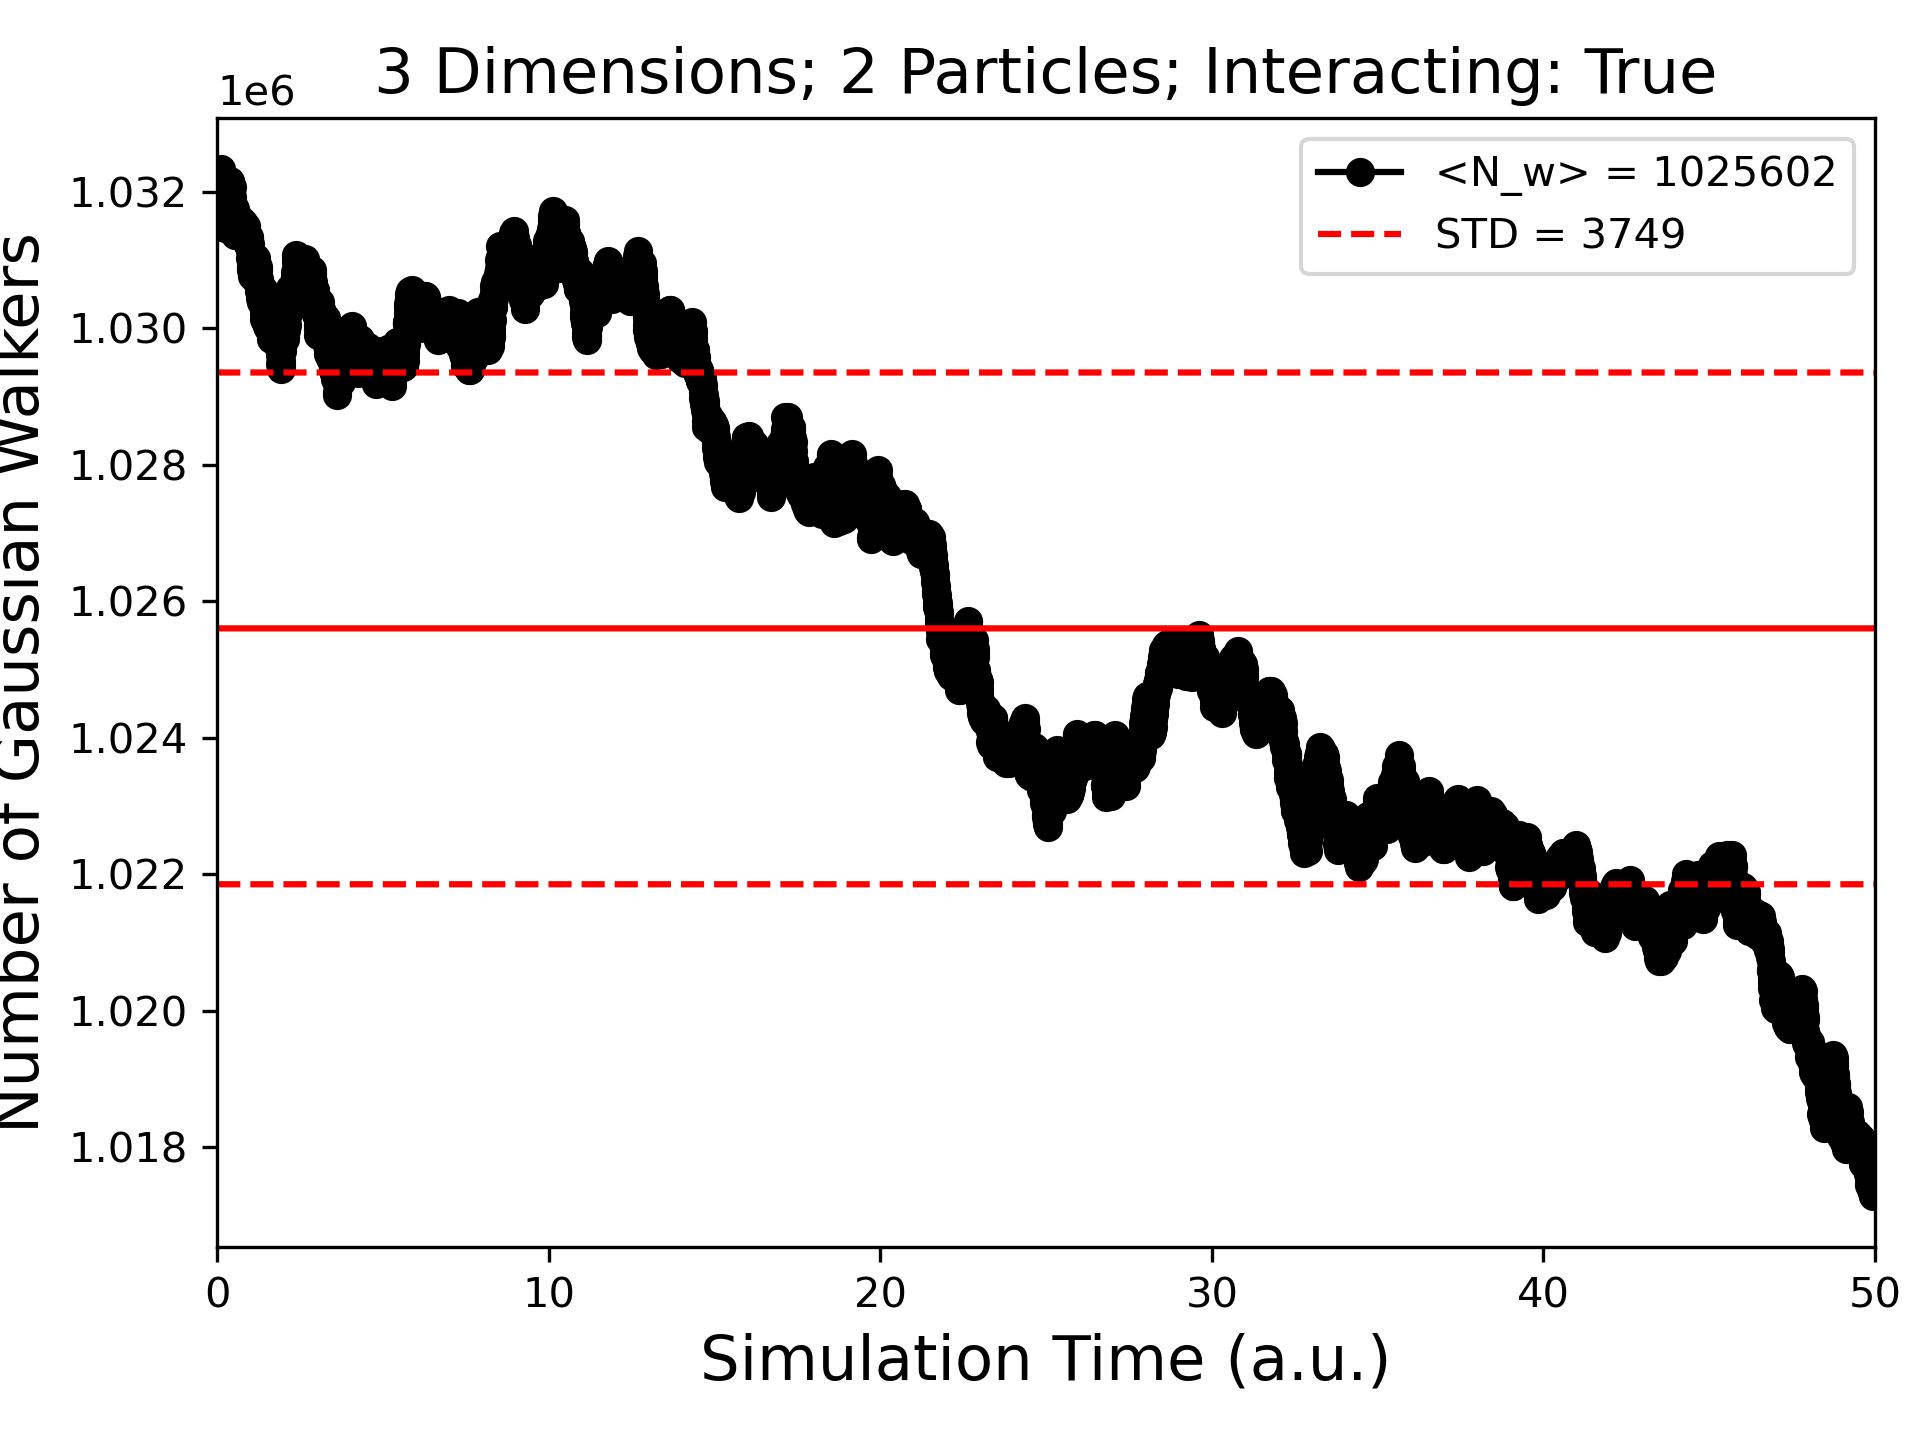 3 Dimensions; 2 Particles; Interacting: True
1e6
<N_w> = 1025602
STD = 3749
Number of Gaussian Walkers
1.032
1.030
1.028
1.026
1.024
1.022
1.020
1.018
0 10 20 30 40 50
Simulation Time (a.u.)